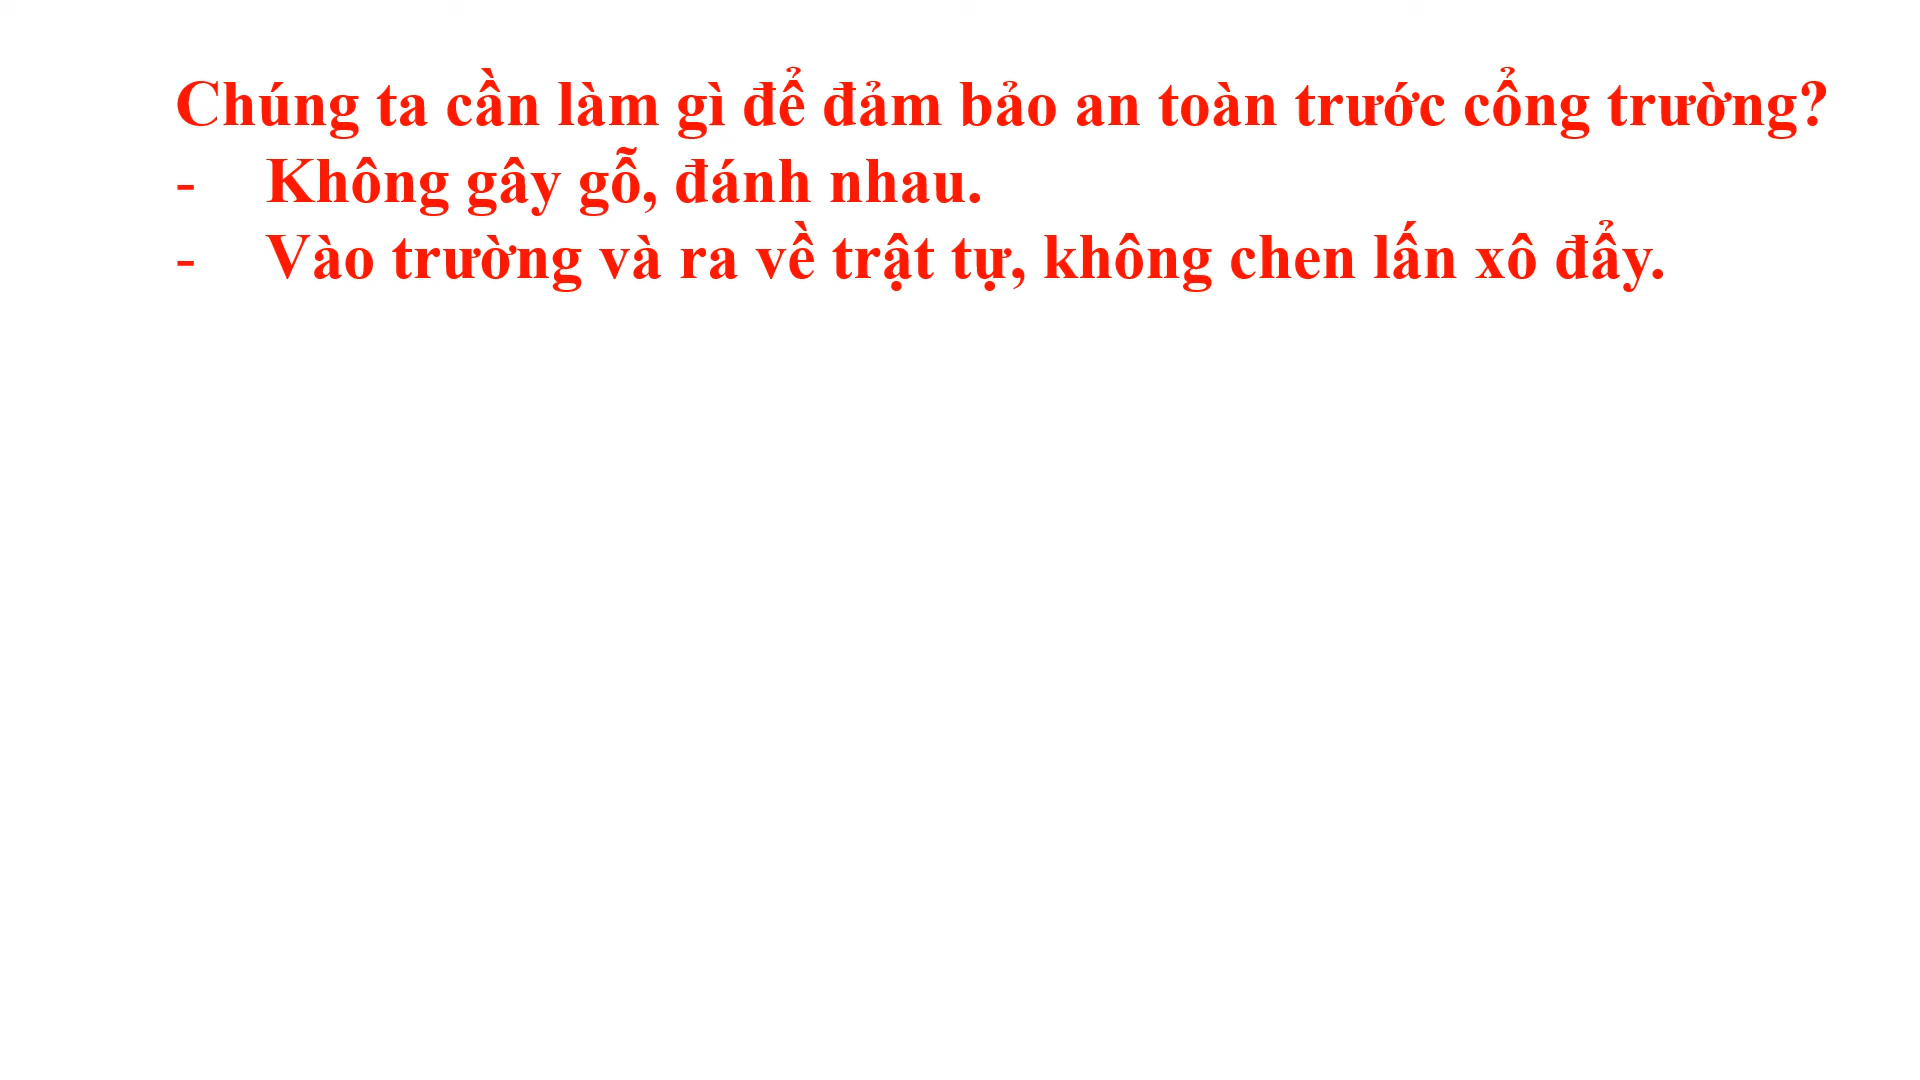 Chúng ta cần làm gì để đảm bảo an toàn trước cổng trường?
- Không gây gỗ, đánh nhau.
- Vào trường và ra về trật tự, không chen lấn xô đẩy.